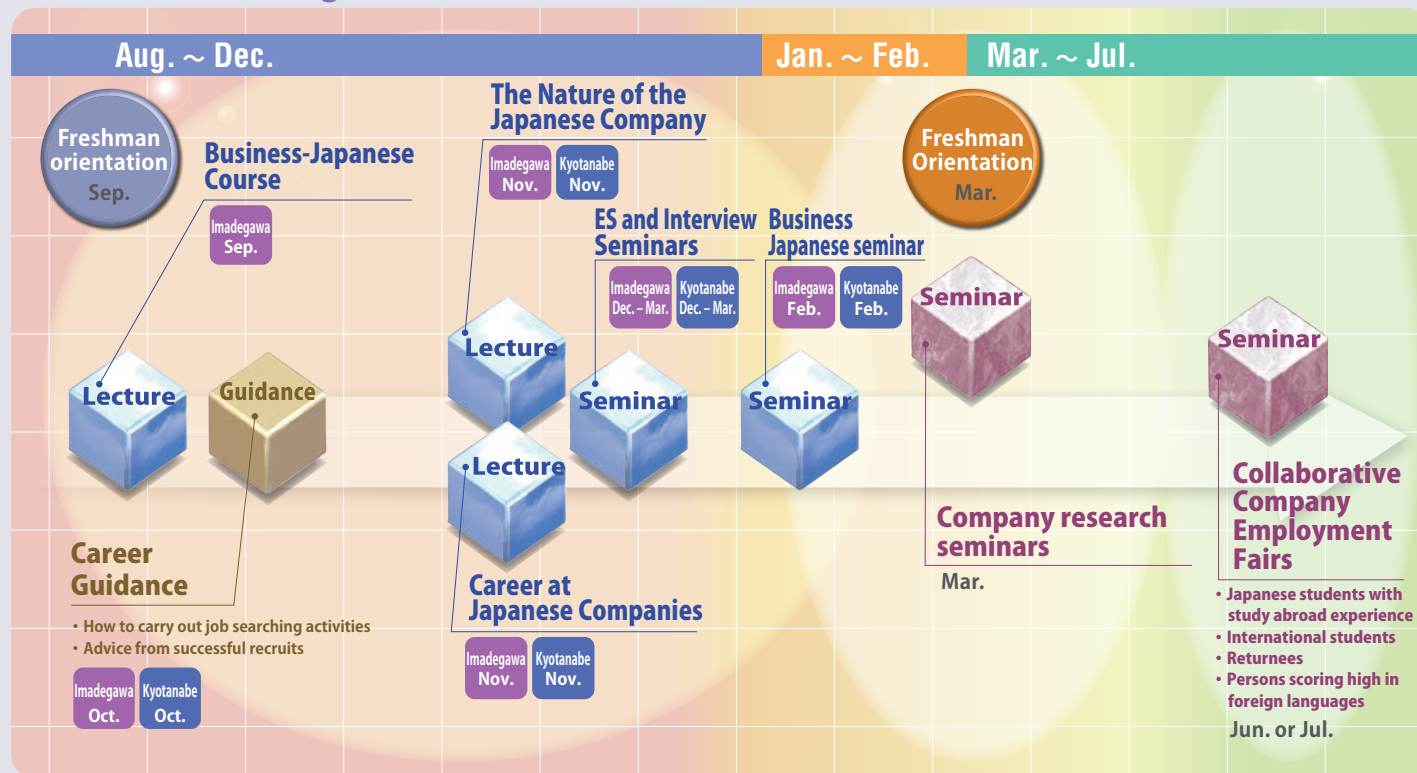 Aug. ～ Dec.
Jan. ～ Feb.
Mar. ～ Jul.
Freshman
orientation
Sep.
Business-Japanese
Course
Imadegawa
Sep.
The Nature of the
Japanese Company
Imadegawa
Nov.
Kyotanabe
Nov.
ES and Interview
Seminars
Imadegawa
Dec. – Mar.
Kyotanabe
Dec. – Mar.
Business
Japanese seminar
Imadegawa
Feb.
Kyotanabe
Feb.
Freshman
Orientation
Mar.
Lecture
Guidance
Lecture
Lecture
Seminar
Seminar
Seminar
Seminar
Career
Guidance
・How to carry out job searching activities
・Advice from successful recruits
Imadegawa
Oct.
Kyotanabe
Oct.
Career at
Japanese Companies
Imadegawa
Nov.
Kyotanabe
Nov.
Company research
seminars
Mar.
Collaborative
Company
Employment
Fairs
・Japanese students with
study abroad experience
・International students
・Returnees
・Persons scoring high in
foreign languages
Jun. or Jul.